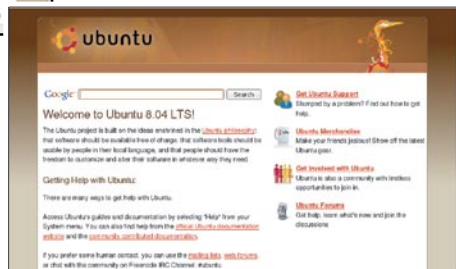 ubuntu
Google Search
Welcome to Ubuntu 8.04 LTS!
The Ubuntu project is built on the ideas enshrined in the Ubuntu philosophy:
that software should be available free of charge, that software tools should be
usable by people in their local language, and that people should have the
freedom to customize and alter their software in whatever way they need.
Getting Help with Ubuntu:
There are many ways to get help with Ubuntu.
Access Ubuntu's guides and documentation by selecting "Help" from your
System menu. You can also find help from the official Ubuntu documentation
website and the community contributed documentation.
If you prefer some human contact, you can use the mailing lists, web forums,
or chat with the community on Freenode IRC Channel #ubuntu.
Get Ubuntu Support
Stumped by a problem? Find out how to get
help.
Ubuntu Merchandise
Make your friends jealous! Show off the latest
Ubuntu gear.
Get Involved with Ubuntu
Ubuntu is also a community with limitless
opportunities to join in.
Ubuntu Forums
Get help, learn what's new and join the
discussions